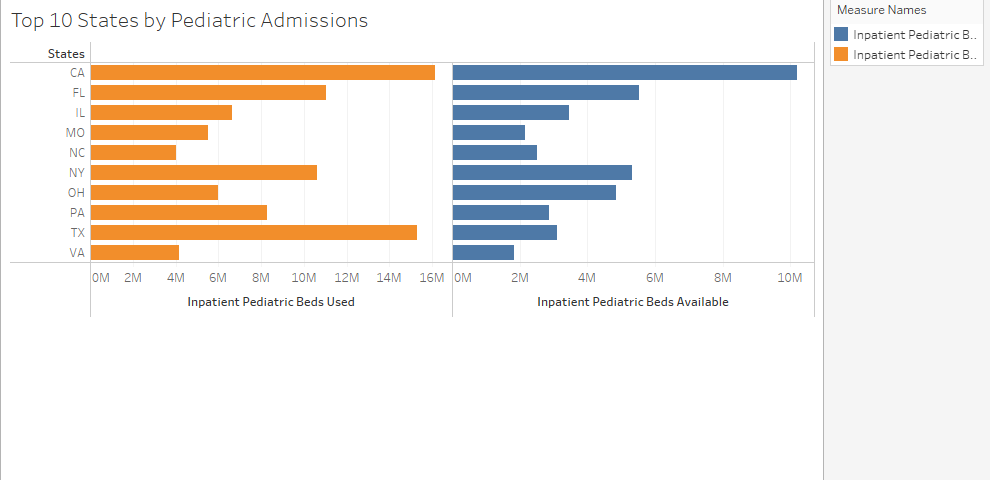 Top 10 States by Pediatric Admissions
Measure Names
Inpatient Pediatric B..
Inpatient Pediatric B..
States
CA
FL
IL
MO
NC
NY
OH
PA
TX
VA
0M 2M 4M 6M 8M 10M 12M 14M 16M 0M 2M 4M 6M 8M 10M
Inpatient Pediatric Beds Used Inpatient Pediatric Beds Available